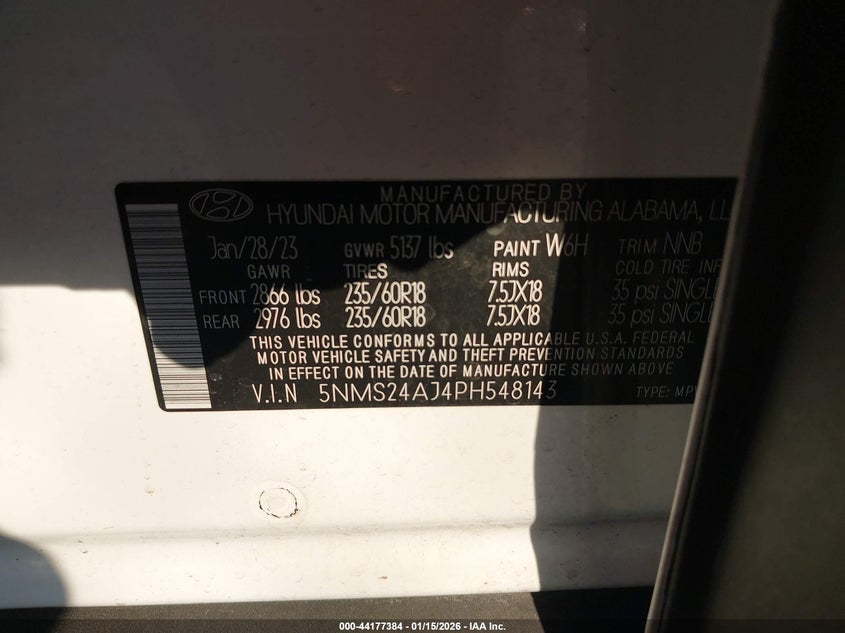 MANUFACTURED BY
HYUNDAI MOTOR MANUFACTURING ALABAMA, LL
Jan/28/23 GVWR 5137 lbs PAINT W6H TRIM NNB
GAWR TIRES RIMS COLD TIRE INF
FRONT 2866 lbs 235/60R18 7.5JX18 35 psi SINGLE
REAR 2976 lbs 235/60R18 7.5JX18 35 psi SINGLE
THIS VEHICLE CONFORMS TO ALL APPLICABLE U.S.A. FEDERAL
MOTOR VEHICLE SAFETY AND THEFT PREVENTION STANDARDS
IN EFFECT ON THE DATE OF MANUFACTURE SHOWN ABOVE
V.I.N 5NMS24AJ4PH548143 TYPE: MPV
000-44177384 - 01/15/2026 - IAA Inc.